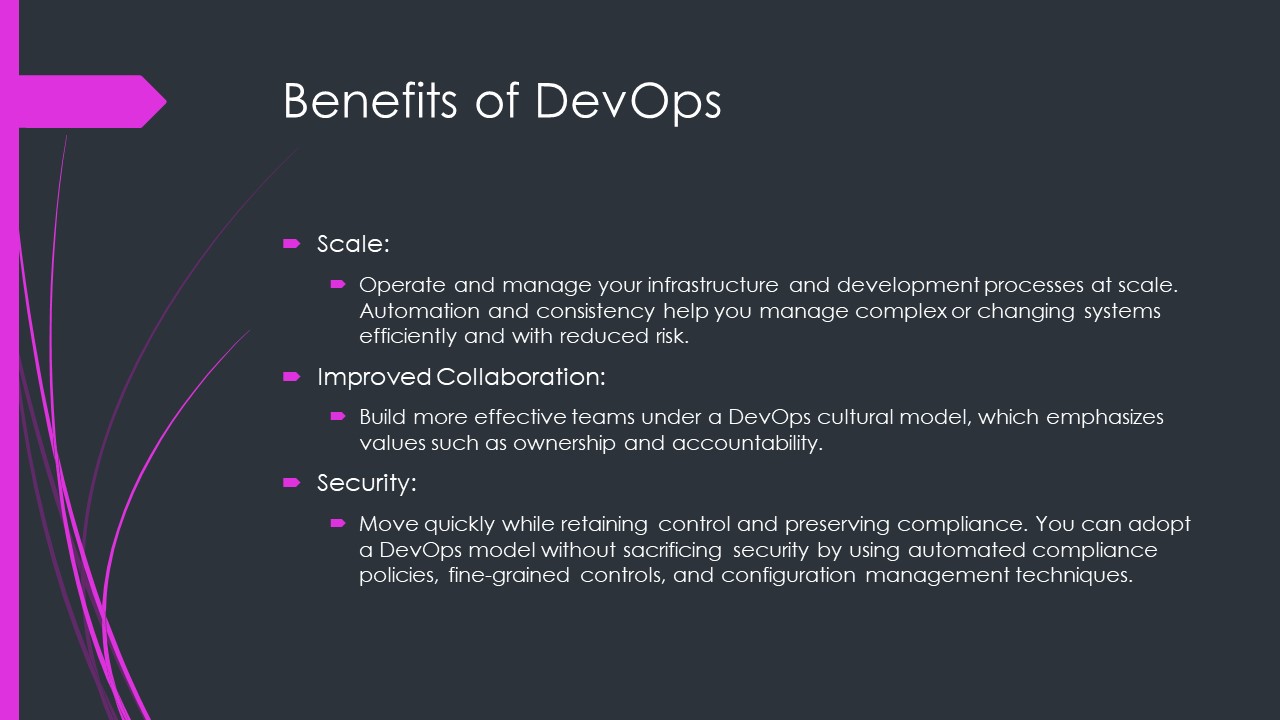 Benefits of DevOps
Scale:
Operate and manage your infrastructure and development processes at scale.
Automation and consistency help you manage complex or changing systems
efficiently and with reduced risk.
Improved Collaboration:
Build more effective teams under a DevOps cultural model, which emphasizes
values such as ownership and accountability.
Security:
Move quickly while retaining control and preserving compliance. You can adopt
a DevOps model without sacrificing security by using automated compliance
policies, fine-grained controls, and configuration management techniques.